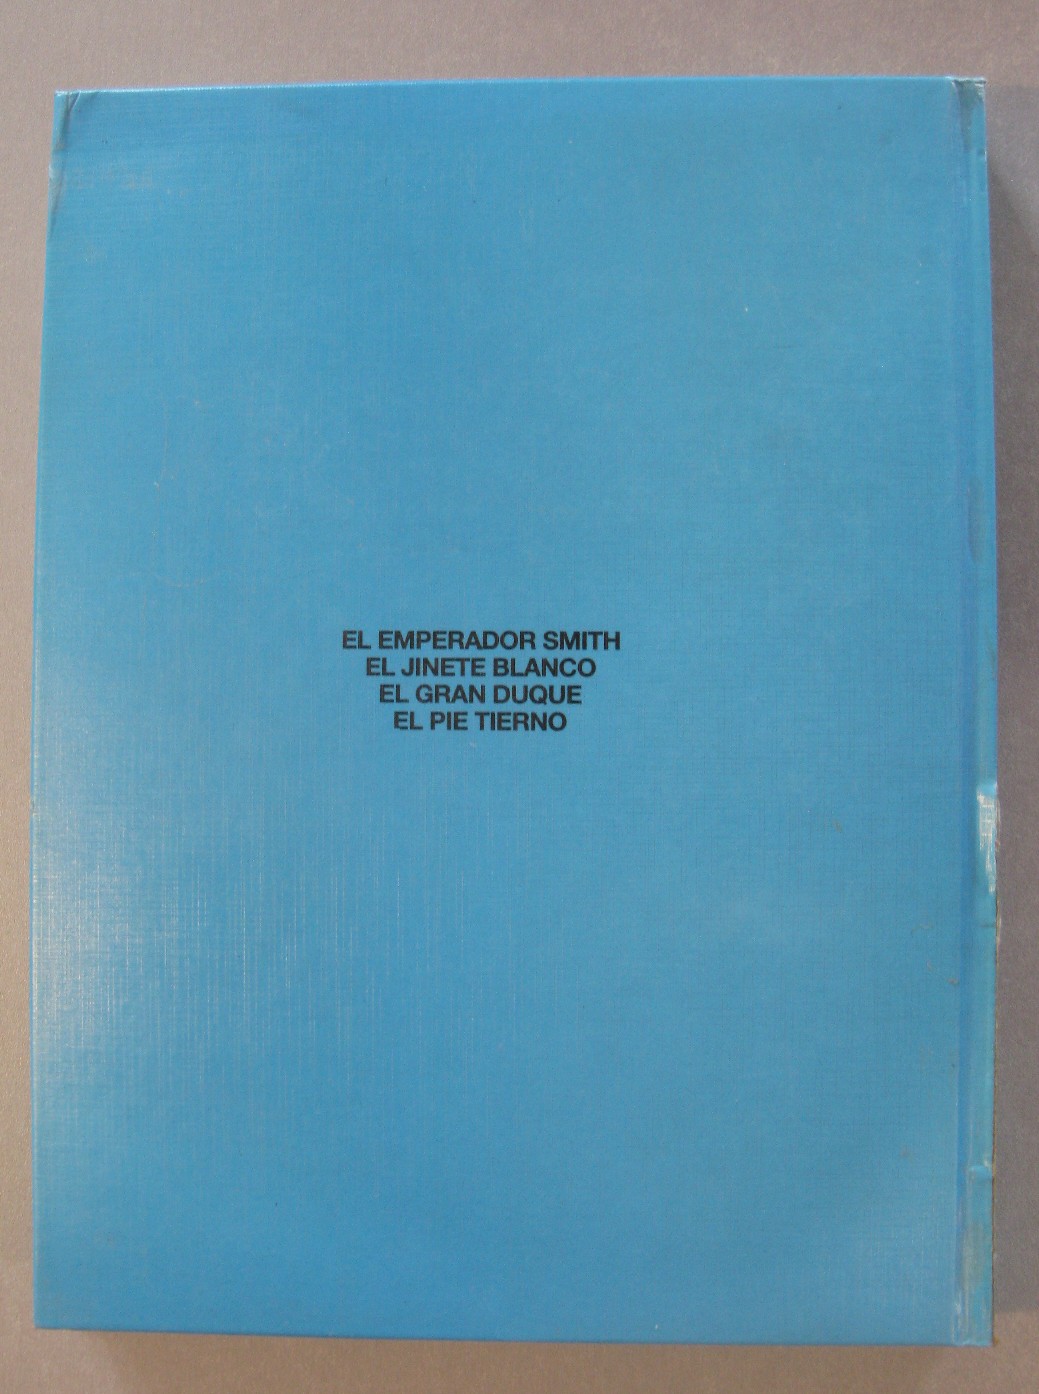 EL EMPERADOR SMITH
EL JINETE BLANCO
EL GRAN DUQUE
EL PIE TIERNO